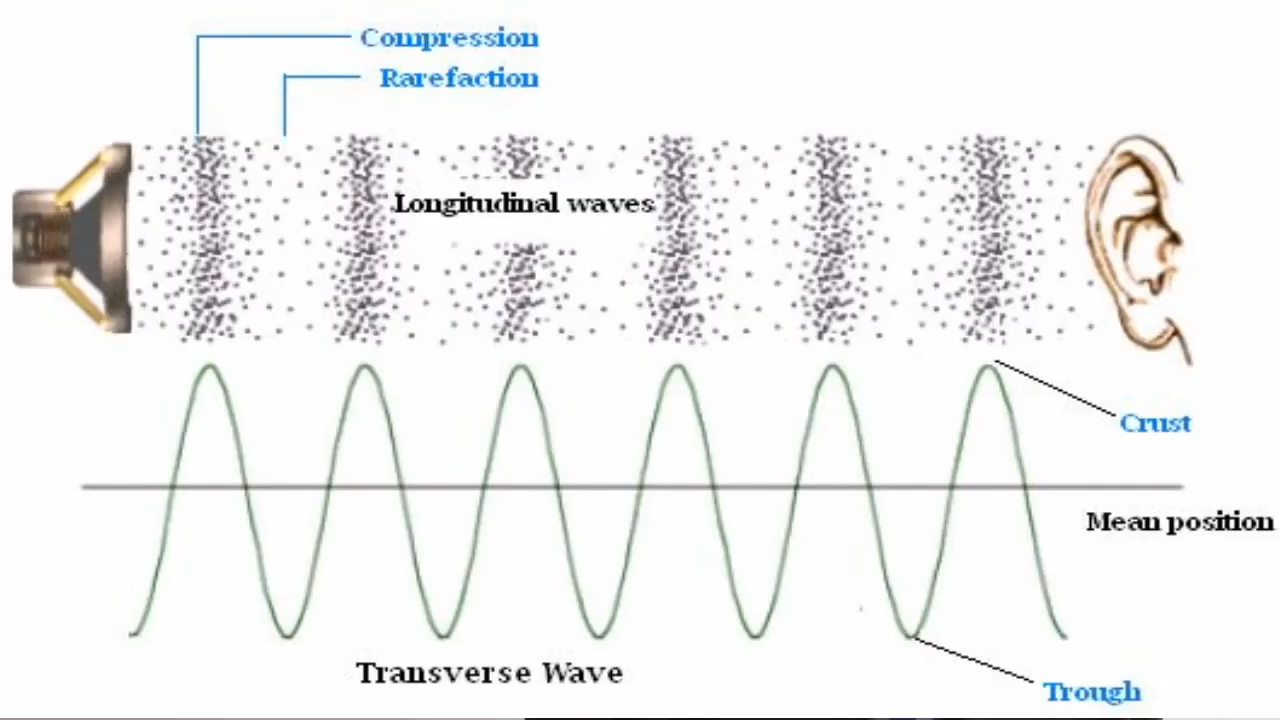 Compression
Rarefaction
Longitudinal waves
Crust
Mean position
Transverse Wave
Trough